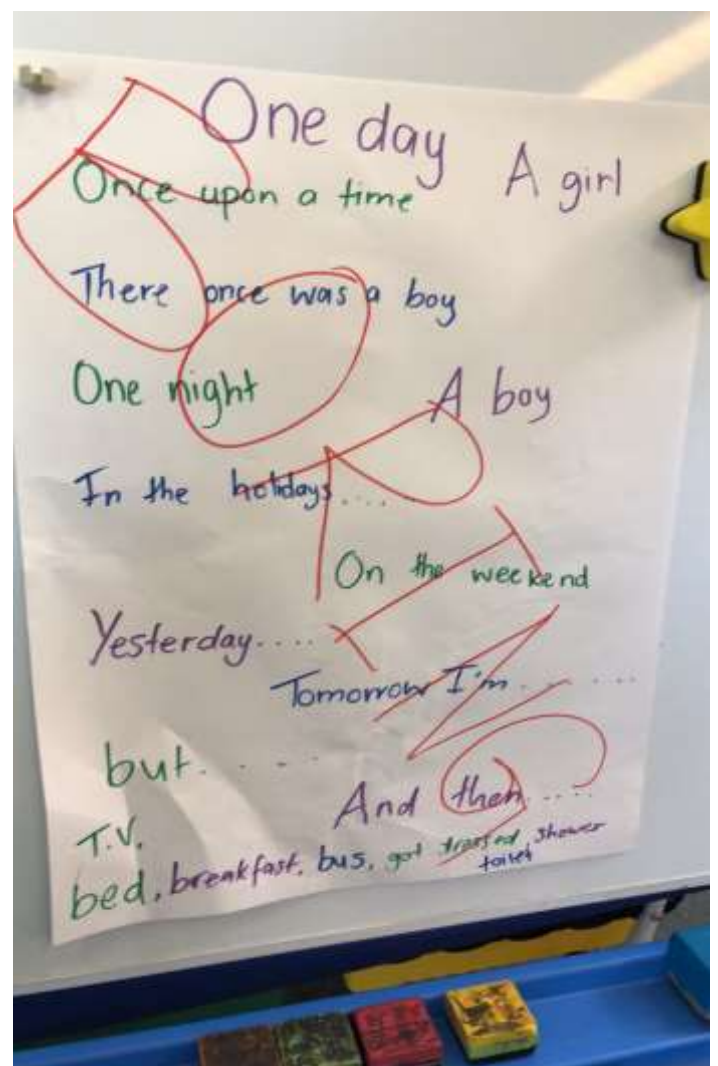 One day
A girl
Once upon a time
There once was a boy
One night
A boy
In the holidays.....
On the weekend
Yesterday.....
Tomorrow I'm.......
but.....
And then.....
T.V.
bed, breakfast, bus, got dressed shower
toilet
BORING